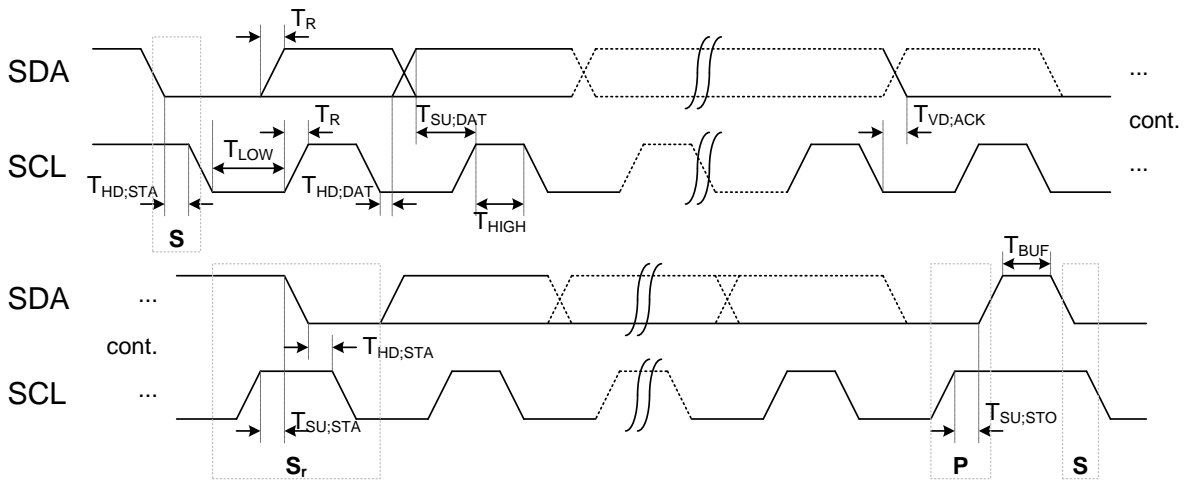 T_R
SDA ...
T_SU;DAT
T_R T_VD;ACK cont.
T_LOW
SCL ...
T_HD;STA T_HD;DAT
T_HIGH
S
T_BUF
SDA ...
cont. T_HD;STA
SCL ...
T_SU;STA T_SU;STO
S_r P S